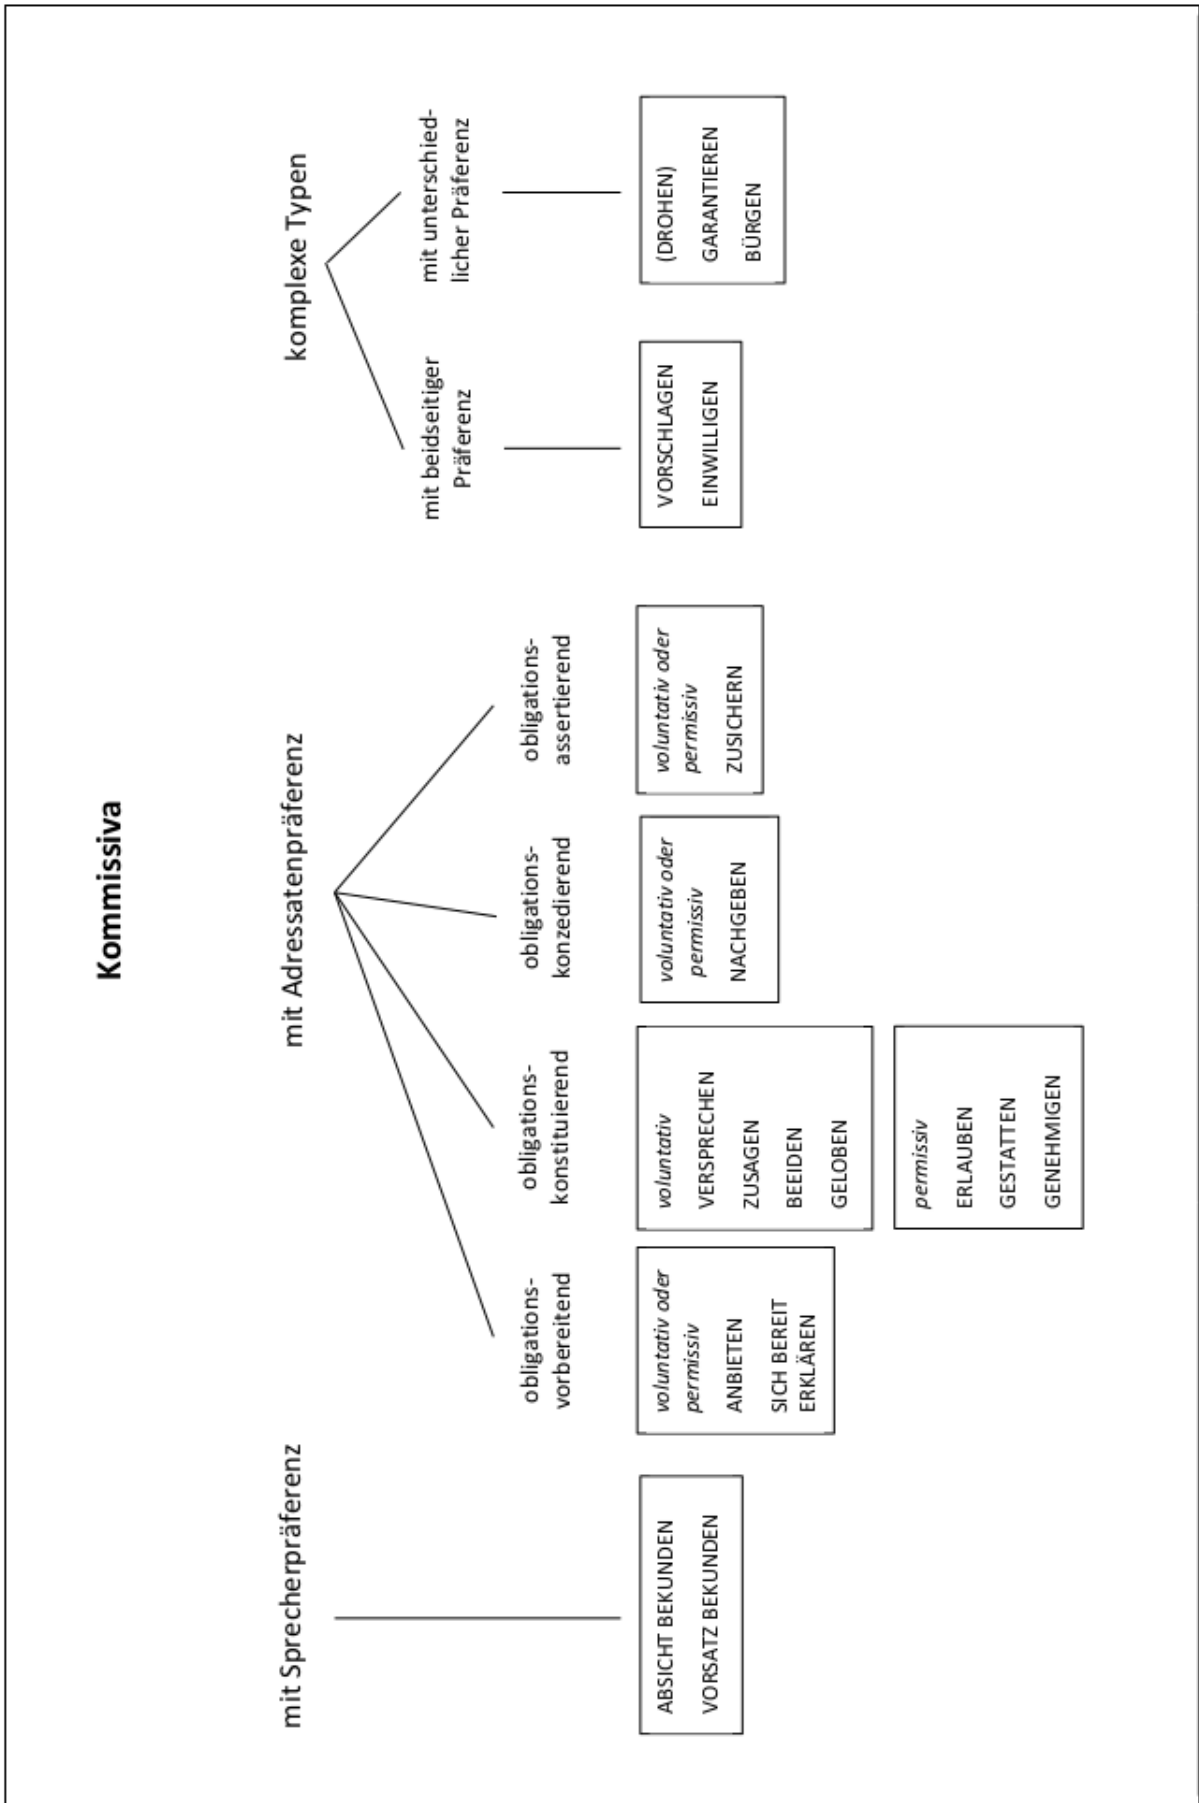 Kommissiva
mit Sprecherpräferenz
mit Adressatenpräferenz
komplexe Typen
obligations-
vorbereitend
obligations-
konstituierend
obligations-
konzedierend
obligations-
assertierend
mit beidseitiger
Präferenz
mit unterschied-
licher Präferenz
ABSICHT BEKUNDEN
VORSATZ BEKUNDEN
voluntativ oder
permissiv
ANBIETEN
SICH BEREIT
ERKLÄREN
voluntativ
VERSPRECHEN
ZUSAGEN
BEEIDEN
GELOBEN
permissiv
ERLAUBEN
GESTATTEN
GENEHMIGEN
voluntativ oder
permissiv
NACHGEBEN
voluntativ oder
permissiv
ZUSICHERN
VORSCHLAGEN
EINWILLIGEN
(DROHEN)
GARANTIEREN
BÜRGEN